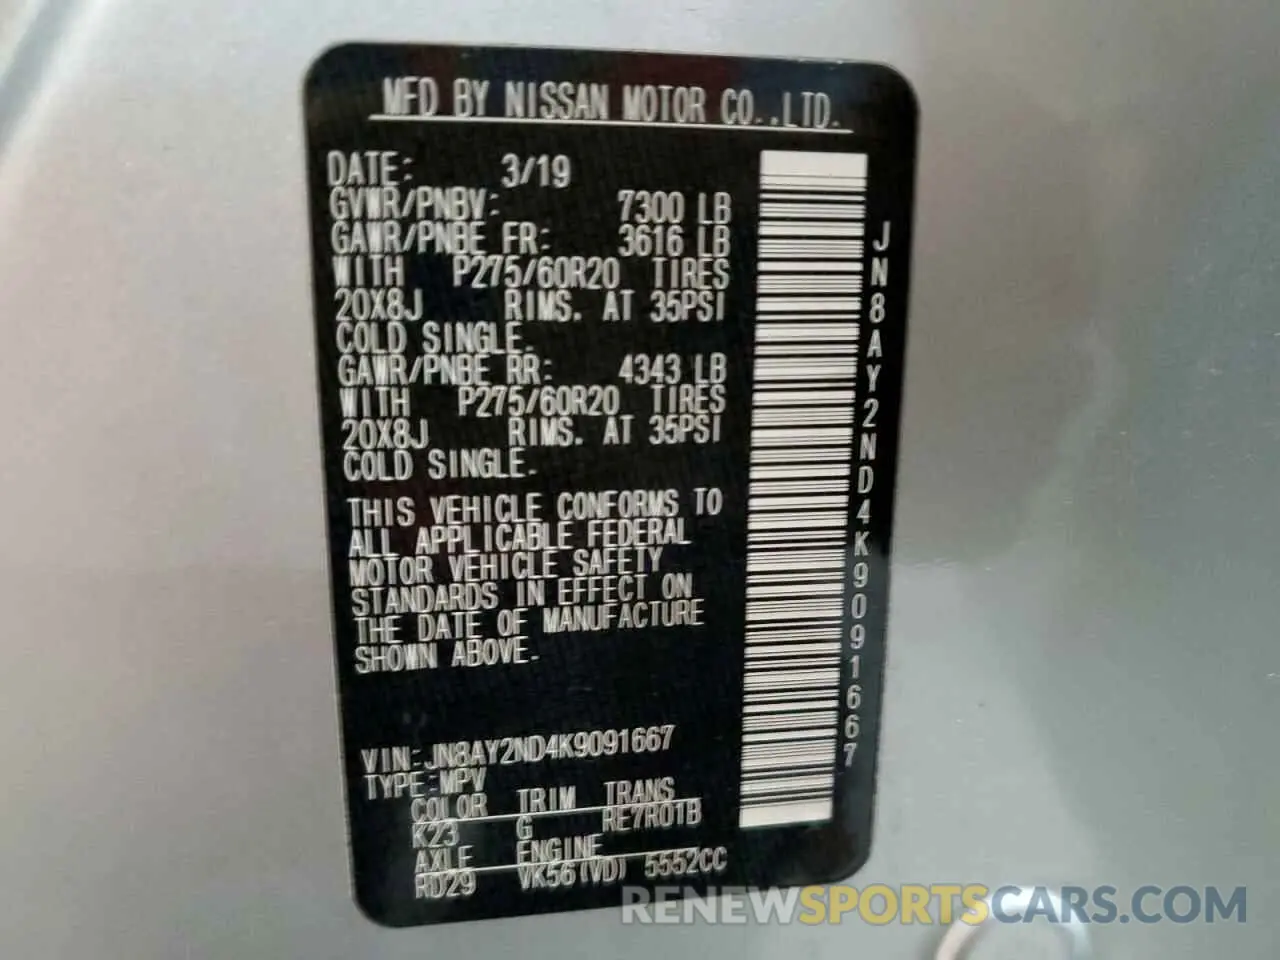 MFD BY NISSAN MOTOR CO.,LTD.
DATE: 3/19
GVWR/PNBV: 7300 LB
GAWR/PNBE FR: 3616 LB
WITH P275/60R20 TIRES
20X8J RIMS. AT 35PSI
COLD SINGLE.
GAWR/PNBE RR: 4343 LB
WITH P275/60R20 TIRES
20X8J RIMS. AT 35PSI
COLD SINGLE.
THIS VEHICLE CONFORMS TO
ALL APPLICABLE FEDERAL
MOTOR VEHICLE SAFETY
STANDARDS IN EFFECT ON
THE DATE OF MANUFACTURE
SHOWN ABOVE.
VIN:JN8AY2ND4K9091667
TYPE:MPV
COLOR TRIM TRANS
K23 G RE7R01B
AXLE ENGINE
RD29 VK56(VD) 5552CC
JN8AY2ND4K9091667
RENEWSPORTSCARS.COM